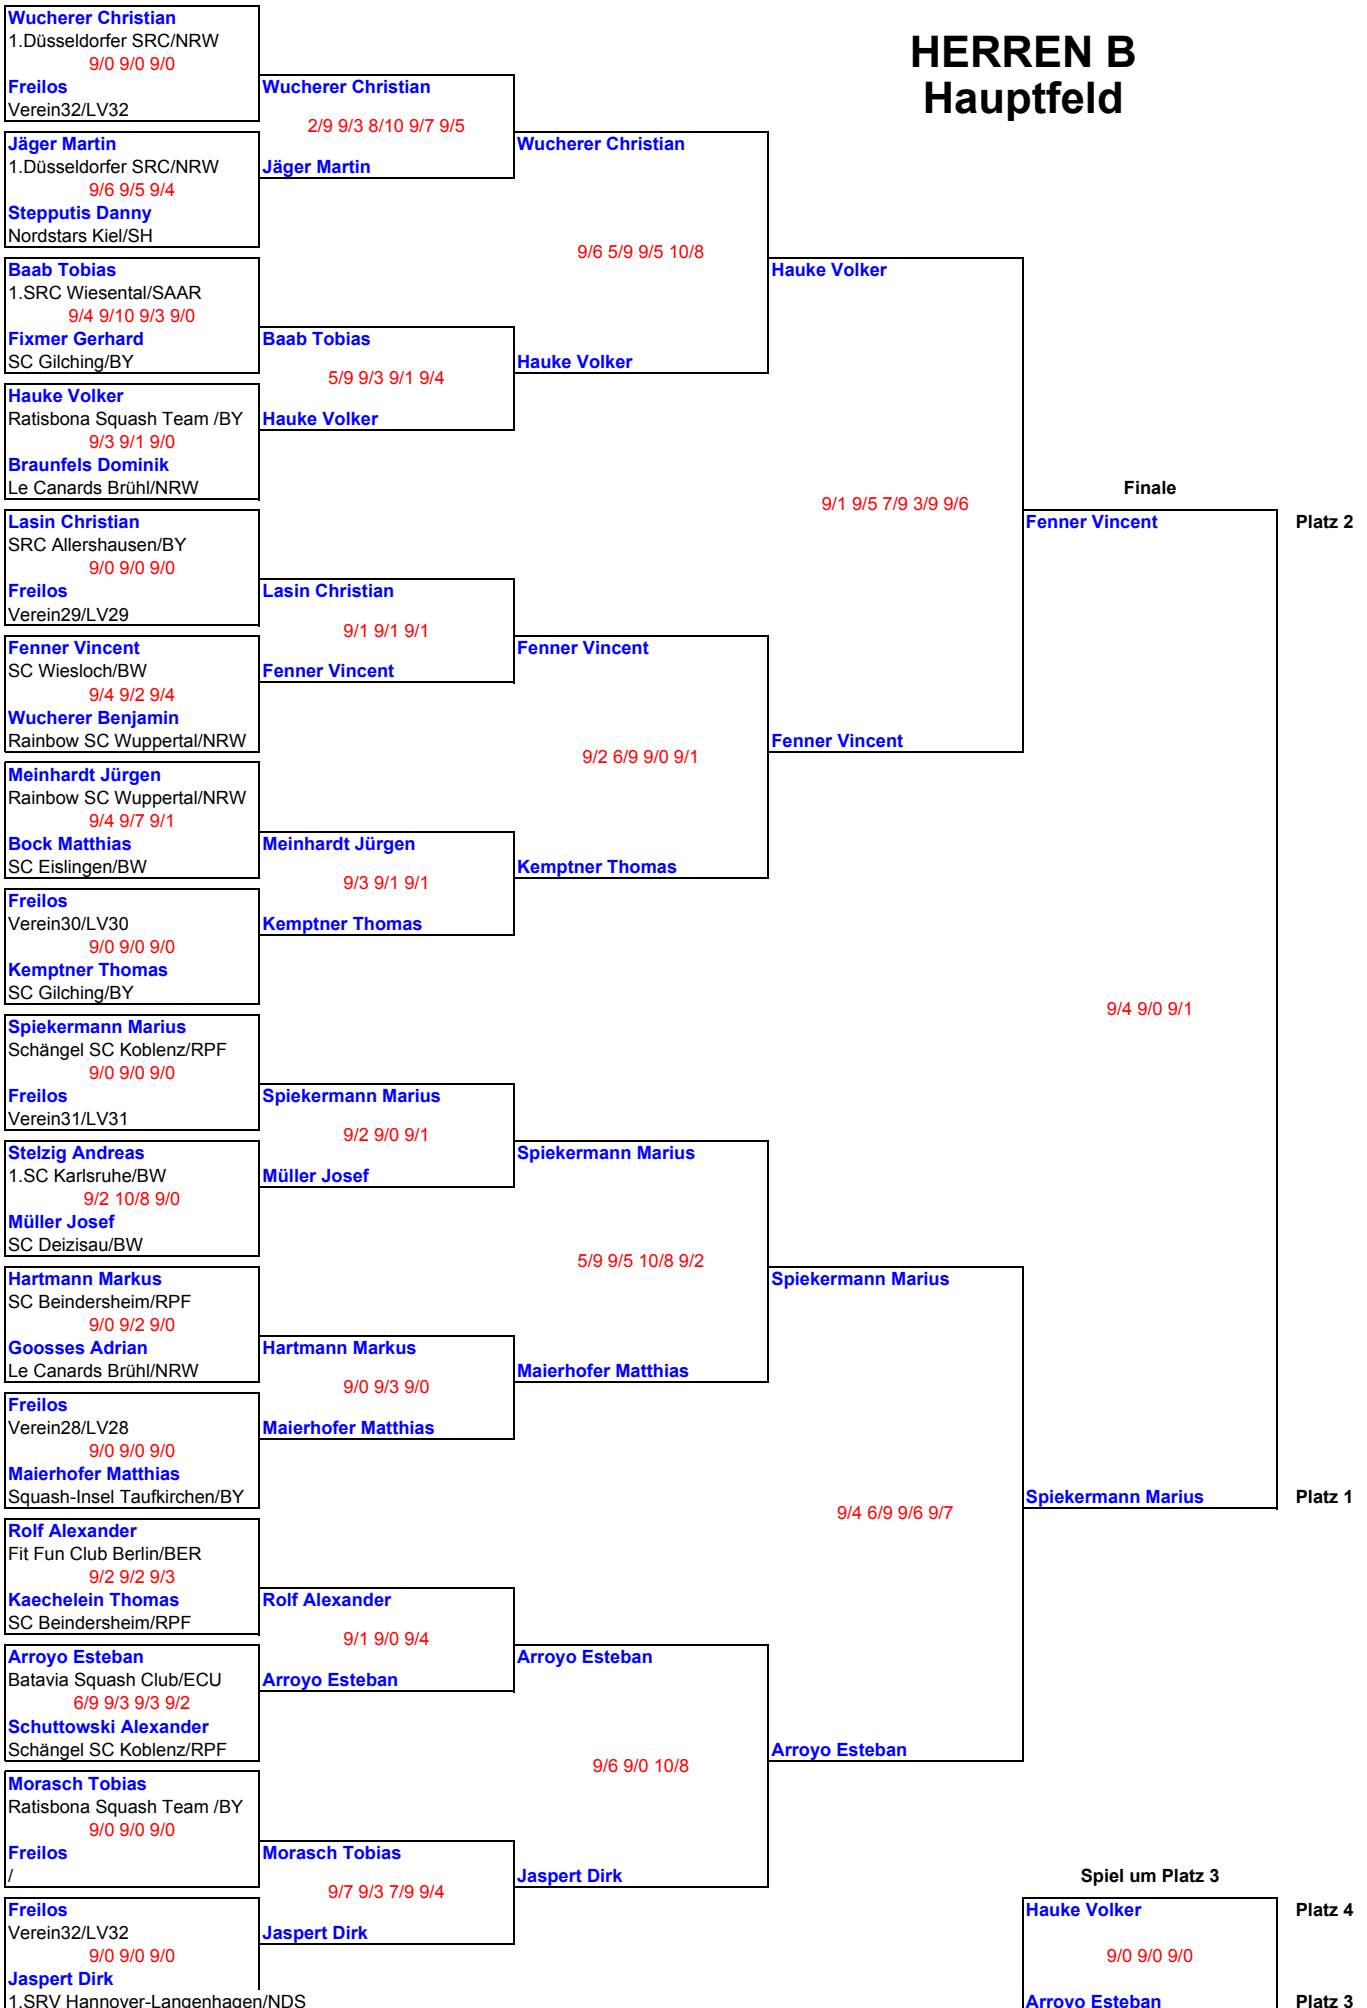 HERREN B
Hauptfeld
Wucherer Christian
1.Düsseldorfer SRC/NRW
9/0 9/0 9/0
Freilos
Verein32/LV32
Jäger Martin
1.Düsseldorfer SRC/NRW
9/6 9/5 9/4
Stepputis Danny
Nordstars Kiel/SH
Baab Tobias
1.SRC Wiesental/SAAR
9/4 9/10 9/3 9/0
Fixmer Gerhard
SC Gilching/BY
Hauke Volker
Ratisbona Squash Team /BY
9/3 9/1 9/0
Braunfels Dominik
Le Canards Brühl/NRW
Lasin Christian
SRC Allershausen/BY
9/0 9/0 9/0
Freilos
Verein29/LV29
Fenner Vincent
SC Wiesloch/BW
9/4 9/2 9/4
Wucherer Benjamin
Rainbow SC Wuppertal/NRW
Meinhardt Jürgen
Rainbow SC Wuppertal/NRW
9/4 9/7 9/1
Bock Matthias
SC Eislingen/BW
Freilos
Verein30/LV30
9/0 9/0 9/0
Kemptner Thomas
SC Gilching/BY
Spiekermann Marius
Schängel SC Koblenz/RPF
9/0 9/0 9/0
Freilos
Verein31/LV31
Stelzig Andreas
1.SC Karlsruhe/BW
9/2 10/8 9/0
Müller Josef
SC Deizisau/BW
Hartmann Markus
SC Beindersheim/RPF
9/0 9/2 9/0
Goosses Adrian
Le Canards Brühl/NRW
Freilos
Verein28/LV28
9/0 9/0 9/0
Maierhofer Matthias
Squash-Insel Taufkirchen/BY
Rolf Alexander
Fit Fun Club Berlin/BER
9/2 9/2 9/3
Kaechelein Thomas
SC Beindersheim/RPF
Arroyo Esteban
Batavia Squash Club/ECU
6/9 9/3 9/3 9/2
Schuttowski Alexander
Schängel SC Koblenz/RPF
Morasch Tobias
Ratisbona Squash Team /BY
9/0 9/0 9/0
Freilos
/
Freilos
Verein32/LV32
9/0 9/0 9/0
Jaspert Dirk
1.SRV Hannover-Langenhagen/NDS
Wucherer Christian
2/9 9/3 8/10 9/7 9/5
Jäger Martin
Baab Tobias
5/9 9/3 9/1 9/4
Hauke Volker
Lasin Christian
9/1 9/1 9/1
Fenner Vincent
Meinhardt Jürgen
9/3 9/1 9/1
Kemptner Thomas
Spiekermann Marius
9/2 9/0 9/1
Müller Josef
Hartmann Markus
9/0 9/3 9/0
Maierhofer Matthias
Rolf Alexander
9/1 9/0 9/4
Arroyo Esteban
Morasch Tobias
9/7 9/3 7/9 9/4
Jaspert Dirk
Wucherer Christian
9/6 5/9 9/5 10/8
Hauke Volker
Fenner Vincent
9/2 6/9 9/0 9/1
Kemptner Thomas
Spiekermann Marius
5/9 9/5 10/8 9/2
Maierhofer Matthias
Arroyo Esteban
9/6 9/0 10/8
Jaspert Dirk
Hauke Volker
9/1 9/5 7/9 3/9 9/6
Fenner Vincent
Spiekermann Marius
9/4 6/9 9/6 9/7
Arroyo Esteban
Finale
Fenner Vincent Platz 2
9/4 9/0 9/1
Spiekermann Marius Platz 1
Spiel um Platz 3
Hauke Volker Platz 4
9/0 9/0 9/0
Arroyo Esteban Platz 3